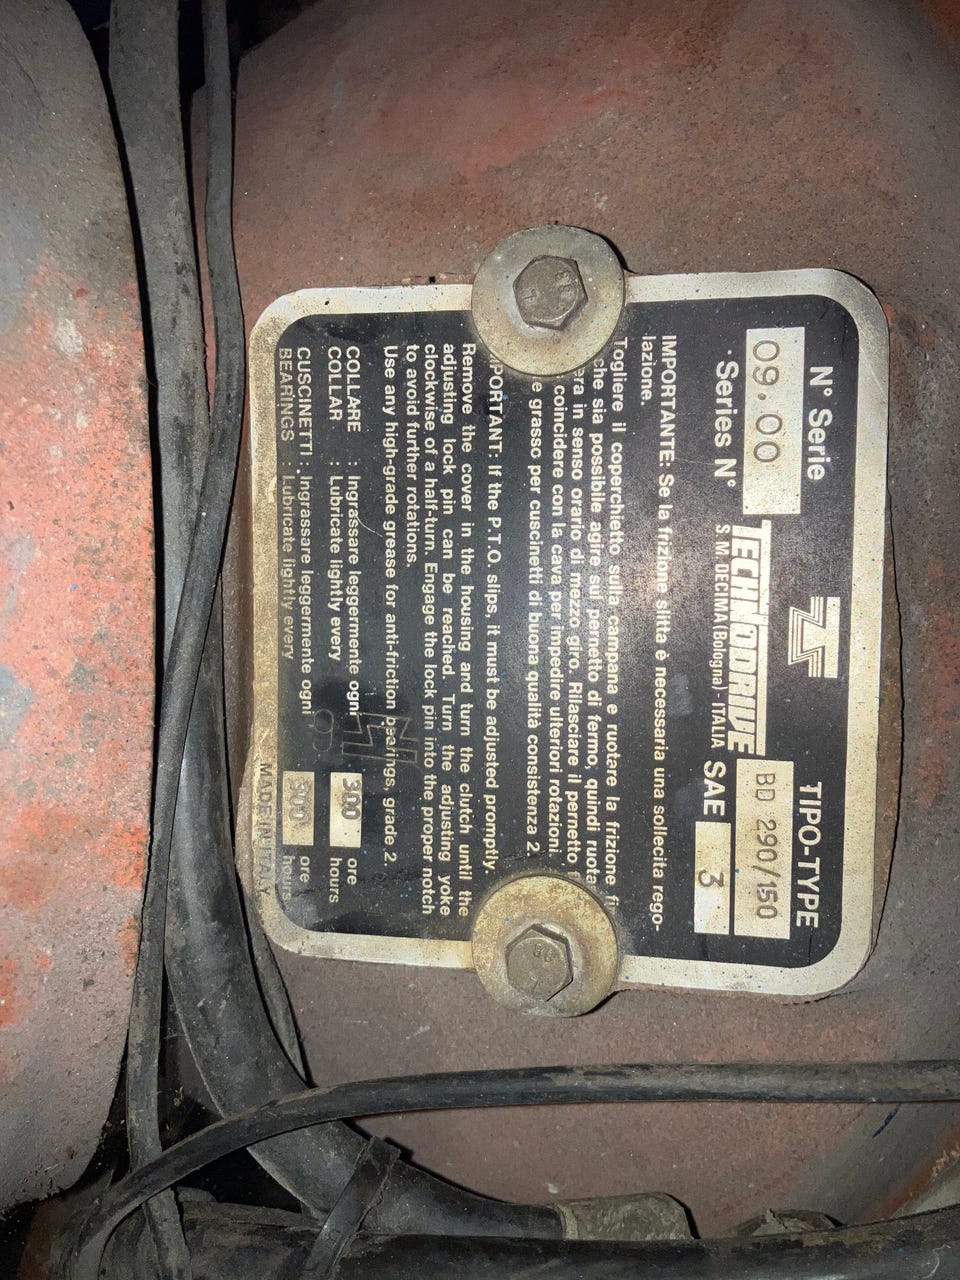 N° Serie
TIPO-TYPE
09.00
BD 290/150
Series N°
TECHNODRIVE
S.M. DECIMA (Bologna) - ITALIA
SAE
3
IMPORTANTE: Se la frizione slitta è necessaria una sollecita rego-
lazione.
Togliere il coperchietto sulla campana e ruotare la frizione fi
che sia possibile agire sul pernetto di fermo, quindi ruota
in senso orario di mezzo giro. Rilasciare il pernetto
coincidere con la cava per impedire ulteriori rotazioni.
e grasso per cuscinetti di buona qualità consistenza 2
PORTANT: If the P.T.O. slips, it must be adjusted promptly.
Remove the cover in the housing and turn the clutch until the
adjusting lock pin can be reached. Turn the adjusting yoke
clockwise of a half-turn. Engage the lock pin into the proper notch
to avoid further rotations.
Use any high-grade grease for anti-friction bearings, grade 2.
COLLARE : Ingrassare leggermente ogni 300 ore
COLLAR : Lubricate lightly every hours
CUSCINETTI : Ingrassare leggermente ogni 300 ore
BEARINGS : Lubricate lightly every hours
MADE IN ITALY